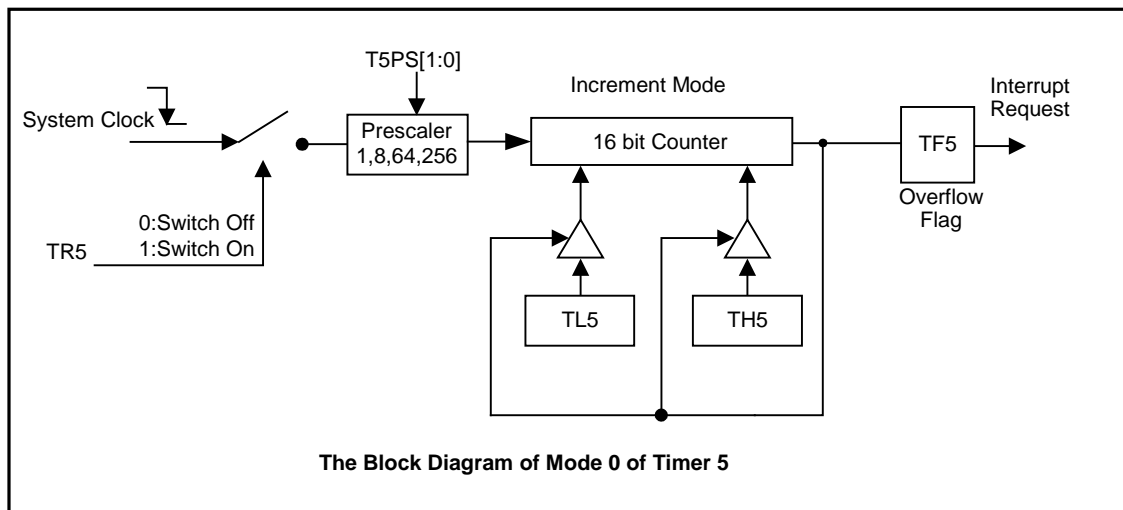 T5PS[1:0]
Increment Mode
Interrupt
Request
System Clock
Prescaler
1,8,64,256
16 bit Counter
TF5
Overflow
Flag
0:Switch Off
1:Switch On
TR5
TL5
TH5
The Block Diagram of Mode 0 of Timer 5